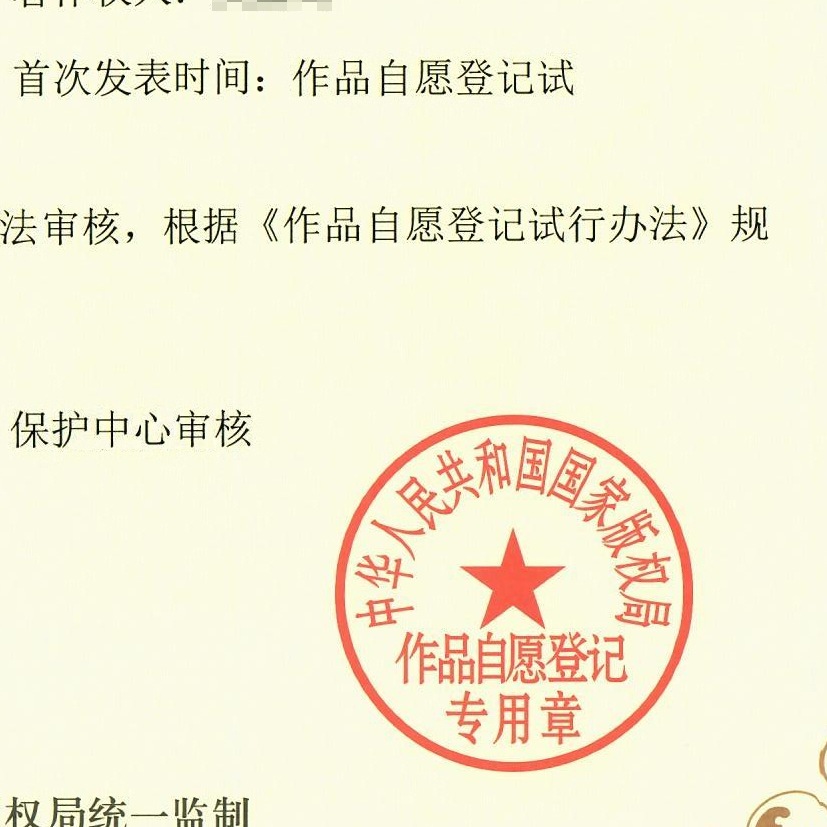 首次发表时间：作品自愿登记试
法审核，根据《作品自愿登记试行办法》规
保护中心审核
中华人民共和国国家版权局
作品自愿登记
专用章
权局统一监制